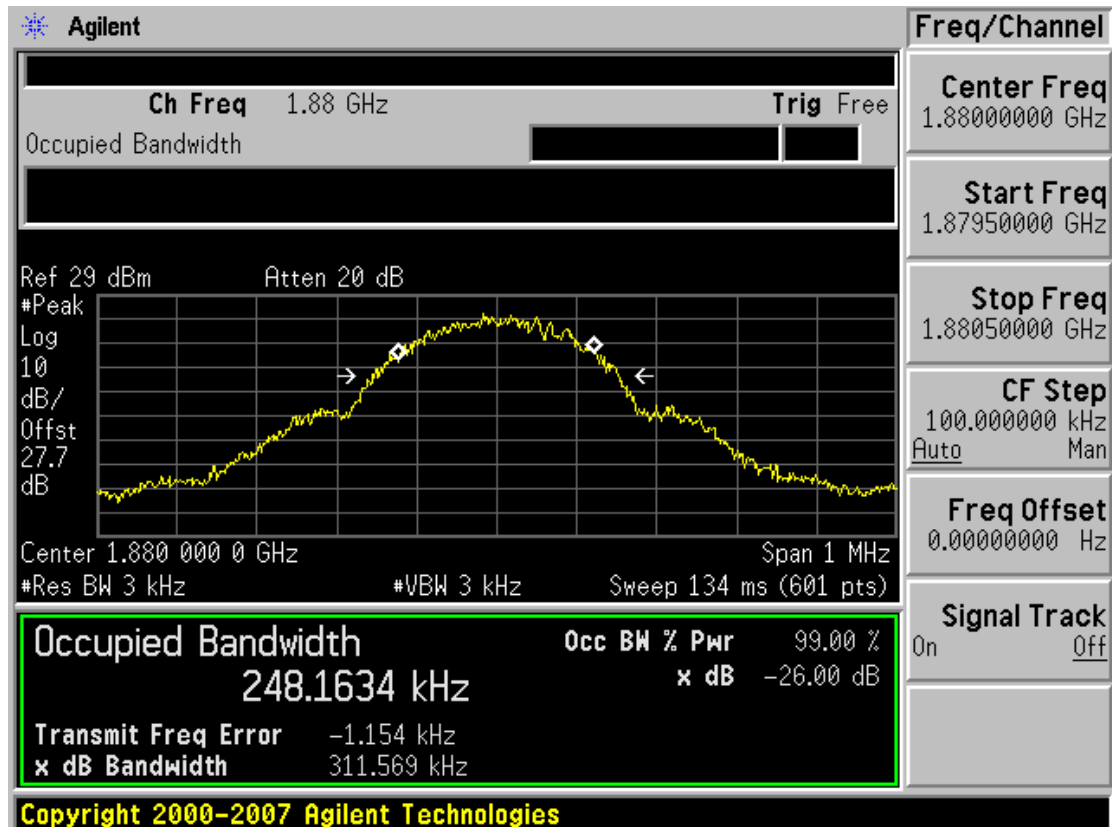 Agilent
Ch Freq 1.88 GHz Trig Free
Occupied Bandwidth
Ref 29 dBm Atten 20 dB
#Peak
Log
10
dB/
Offst
27.7
dB
Center 1.880 000 0 GHz Span 1 MHz
#Res BW 3 kHz #VBW 3 kHz Sweep 134 ms (601 pts)
Occupied Bandwidth
248.1634 kHz
Occ BW % Pwr 99.00 %
x dB -26.00 dB
Transmit Freq Error -1.154 kHz
x dB Bandwidth 311.569 kHz
Copyright 2000-2007 Agilent Technologies
Freq/Channel
Center Freq
1.88000000 GHz
Start Freq
1.87950000 GHz
Stop Freq
1.88050000 GHz
CF Step
100.000000 kHz
Auto Man
Freq Offset
0.00000000 Hz
Signal Track
On Off